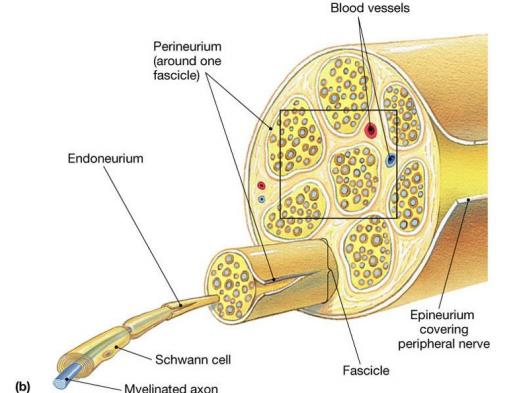 Blood vessels
Perineurium
(around one
fascicle)
Endoneurium
Schwann cell
Myelinated axon
(b)
Fascicle
Epineurium
covering
peripheral nerve